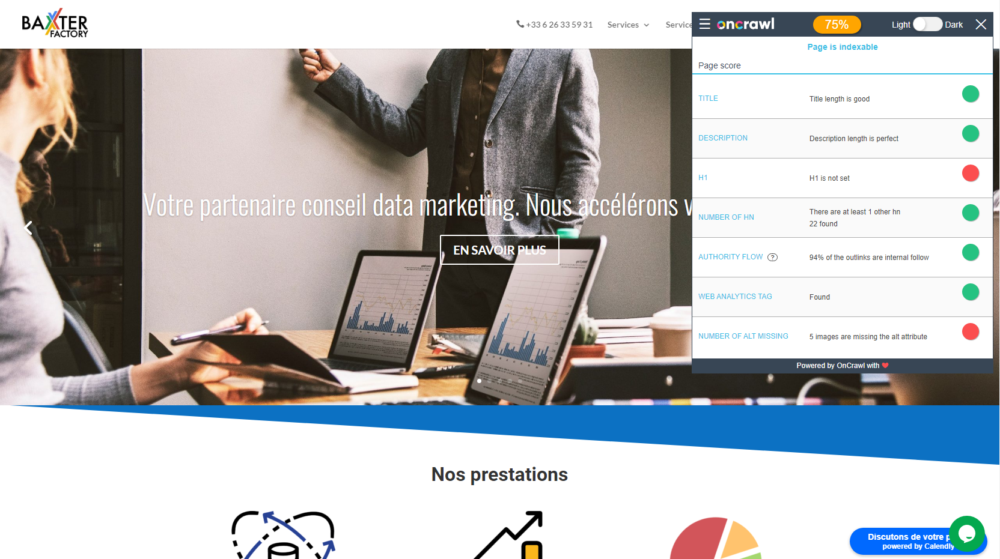 BAXTER
FACTORY
+33 6 26 33 59 31
Services
Service
oncrawl
75%
Light
Dark
Page is indexable
Page score
TITLE
Title length is good
DESCRIPTION
Description length is perfect
H1
H1 is not set
NUMBER OF HN
There are at least 1 other hn
22 found
AUTHORITY FLOW ?
94% of the outlinks are internal follow
WEB ANALYTICS TAG
Found
NUMBER OF ALT MISSING
5 images are missing the alt attribute
Powered by OnCrawl with
Votre partenaire conseil data marketing. Nous accélérons v
EN SAVOIR PLUS
Nos prestations
Discutons de votre p
powered by Calendly